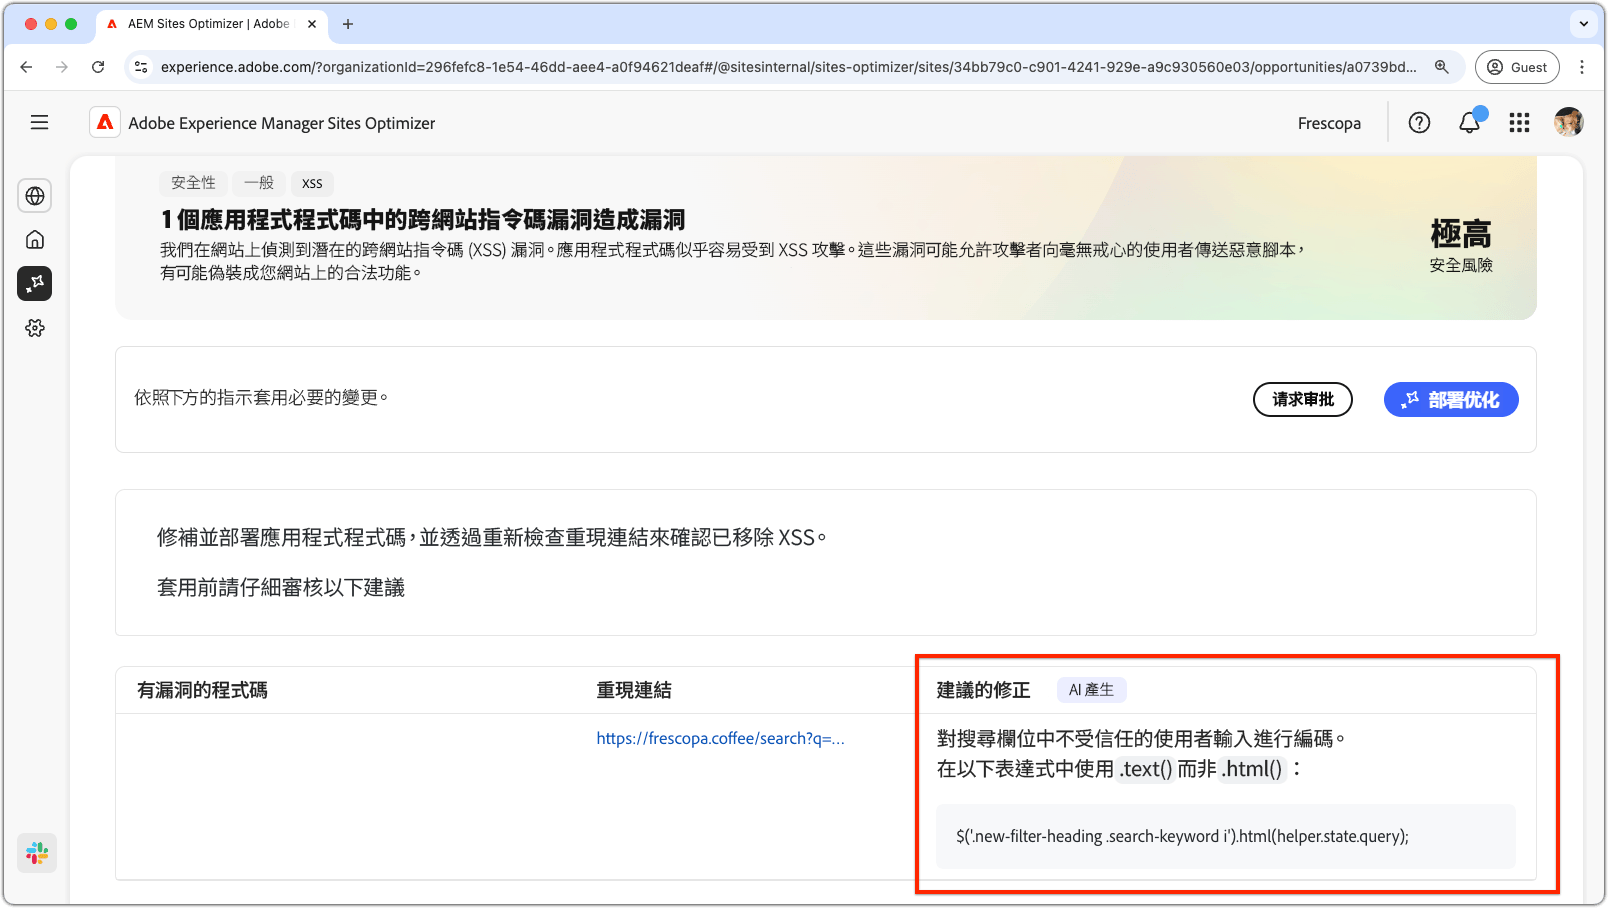 AEM Sites Optimizer | Adobe
experience.adobe.com/?organizationId=296fefc8-1e54-46dd-aee4-a0f94621deaf#/@sitesinternal/sites-optimizer/sites/34bb79c0-c901-4241-929e-a9c930560e03/opportunities/a0739bd...
Guest
Adobe Experience Manager Sites Optimizer
Frescopa
安全性 一般 XSS
1 個應用程式程式碼中的跨網站指令碼漏洞造成漏洞
我們在網站上偵測到潛在的跨網站指令碼 (XSS) 漏洞。應用程式程式碼似乎容易受到 XSS 攻擊。這些漏洞可能允許攻擊者向毫無戒心的使用者傳送惡意腳本,
有可能偽裝成您網站上的合法功能。
極高
安全風險
依照下方的指示套用必要的變更。
请求审批
部署优化
修補並部署應用程式程式碼,並透過重新檢查重現連結來確認已移除 XSS。
套用前請仔細審核以下建議
有漏洞的程式碼
重現連結
建議的修正 AI 產生
https://frescopa.coffee/search?q=...
對搜尋欄位中不受信任的使用者輸入進行編碼。
在以下表達式中使用 .text() 而非 .html() :
$('.new-filter-heading .search-keyword i').html(helper.state.query);